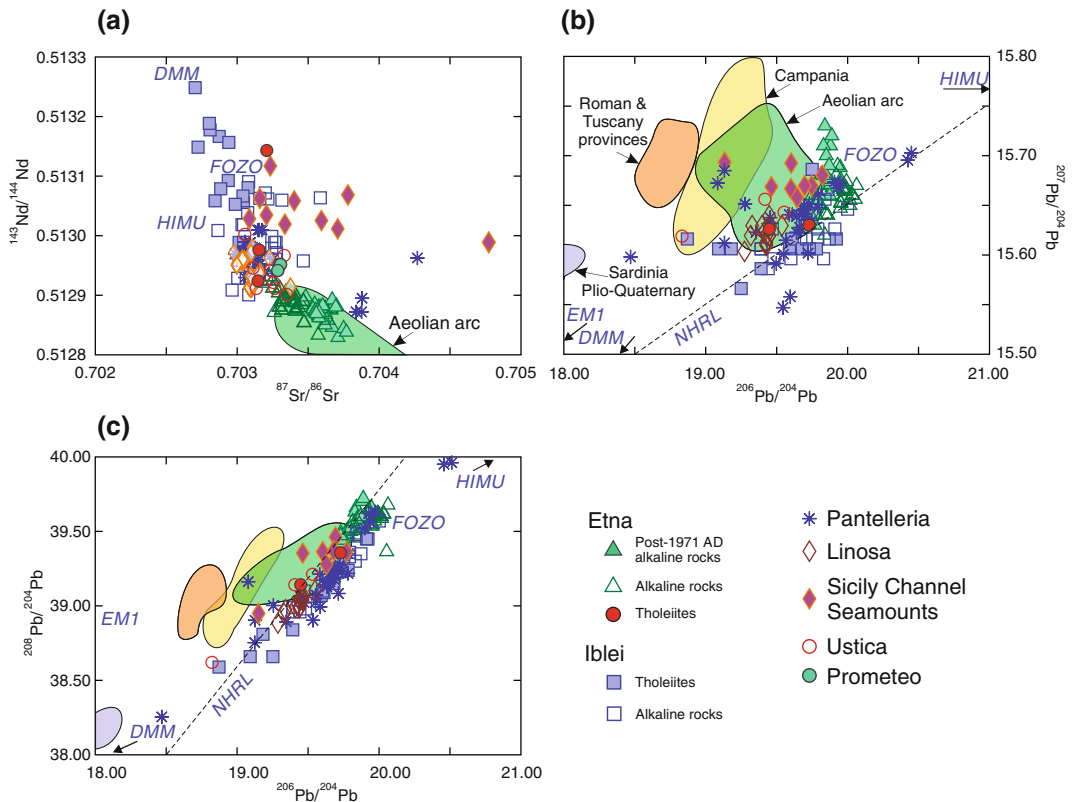 (a)
0.5133
0.5132
0.5131
0.5130
0.5129
0.5128
143Nd/144Nd
DMM
FOZO
HIMU
Aeolian arc
0.702
0.703
0.704
0.705
87Sr/86Sr
(b)
15.80
15.70
15.60
15.50
207Pb/204Pb
HIMU
Campania
Aeolian arc
Roman &
Tuscany
provinces
FOZO
Sardinia
Plio-Quaternary
EM1
DMM
NHRL
18.00
19.00
20.00
21.00
206Pb/204Pb
(c)
40.00
39.50
39.00
38.50
38.00
208Pb/204Pb
HIMU
FOZO
EM1
NHRL
DMM
18.00
19.00
20.00
21.00
206Pb/204Pb
Etna
Post-1971 AD
alkaline rocks
Alkaline rocks
Tholeiites
Iblei
Tholeiites
Alkaline rocks
Pantelleria
Linosa
Sicily Channel
Seamounts
Ustica
Prometeo